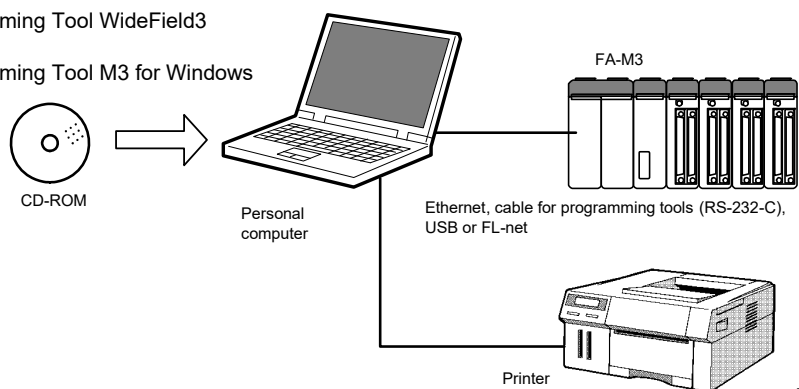 ming Tool WideField3
ming Tool M3 for Windows
FA-M3
CD-ROM
Personal
computer
Ethernet, cable for programming tools (RS-232-C),
USB or FL-net
Printer